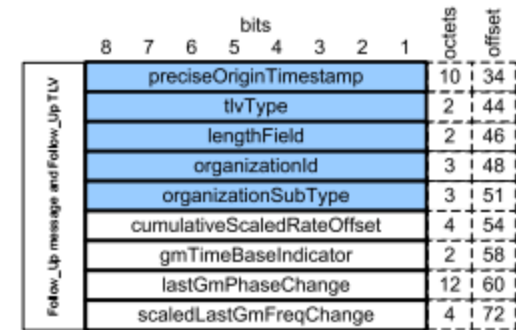 bits
8 7 6 5 4 3 2 1 octets offset
preciseOriginTimestamp 10 34
tlvType 2 44
lengthField 2 46
organizationId 3 48
organizationSubType 3 51
cumulativeScaledRateOffset 4 54
gmTimeBaseIndicator 2 58
lastGmPhaseChange 12 60
scaledLastGmFreqChange 4 72
Follow_Up message and Follow_Up TLV